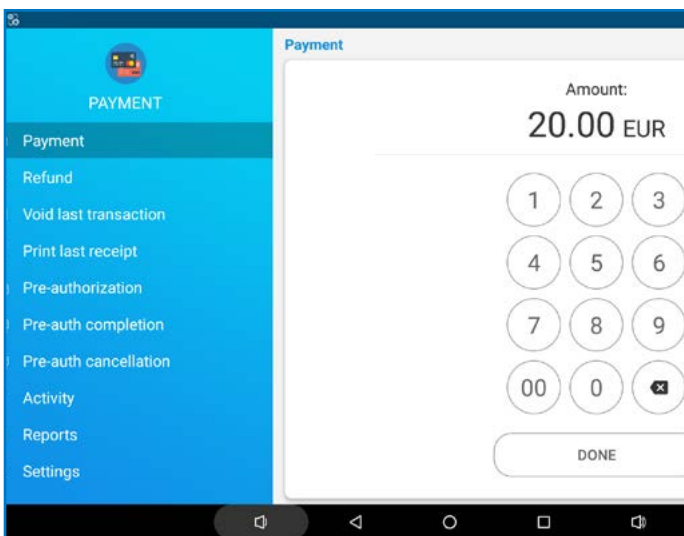 PAYMENT
Payment
Refund
Void last transaction
Print last receipt
Pre-authorization
Pre-auth completion
Pre-auth cancellation
Activity
Reports
Settings
Payment
Amount:
20.00 EUR
1 2 3
4 5 6
7 8 9
00 0
DONE